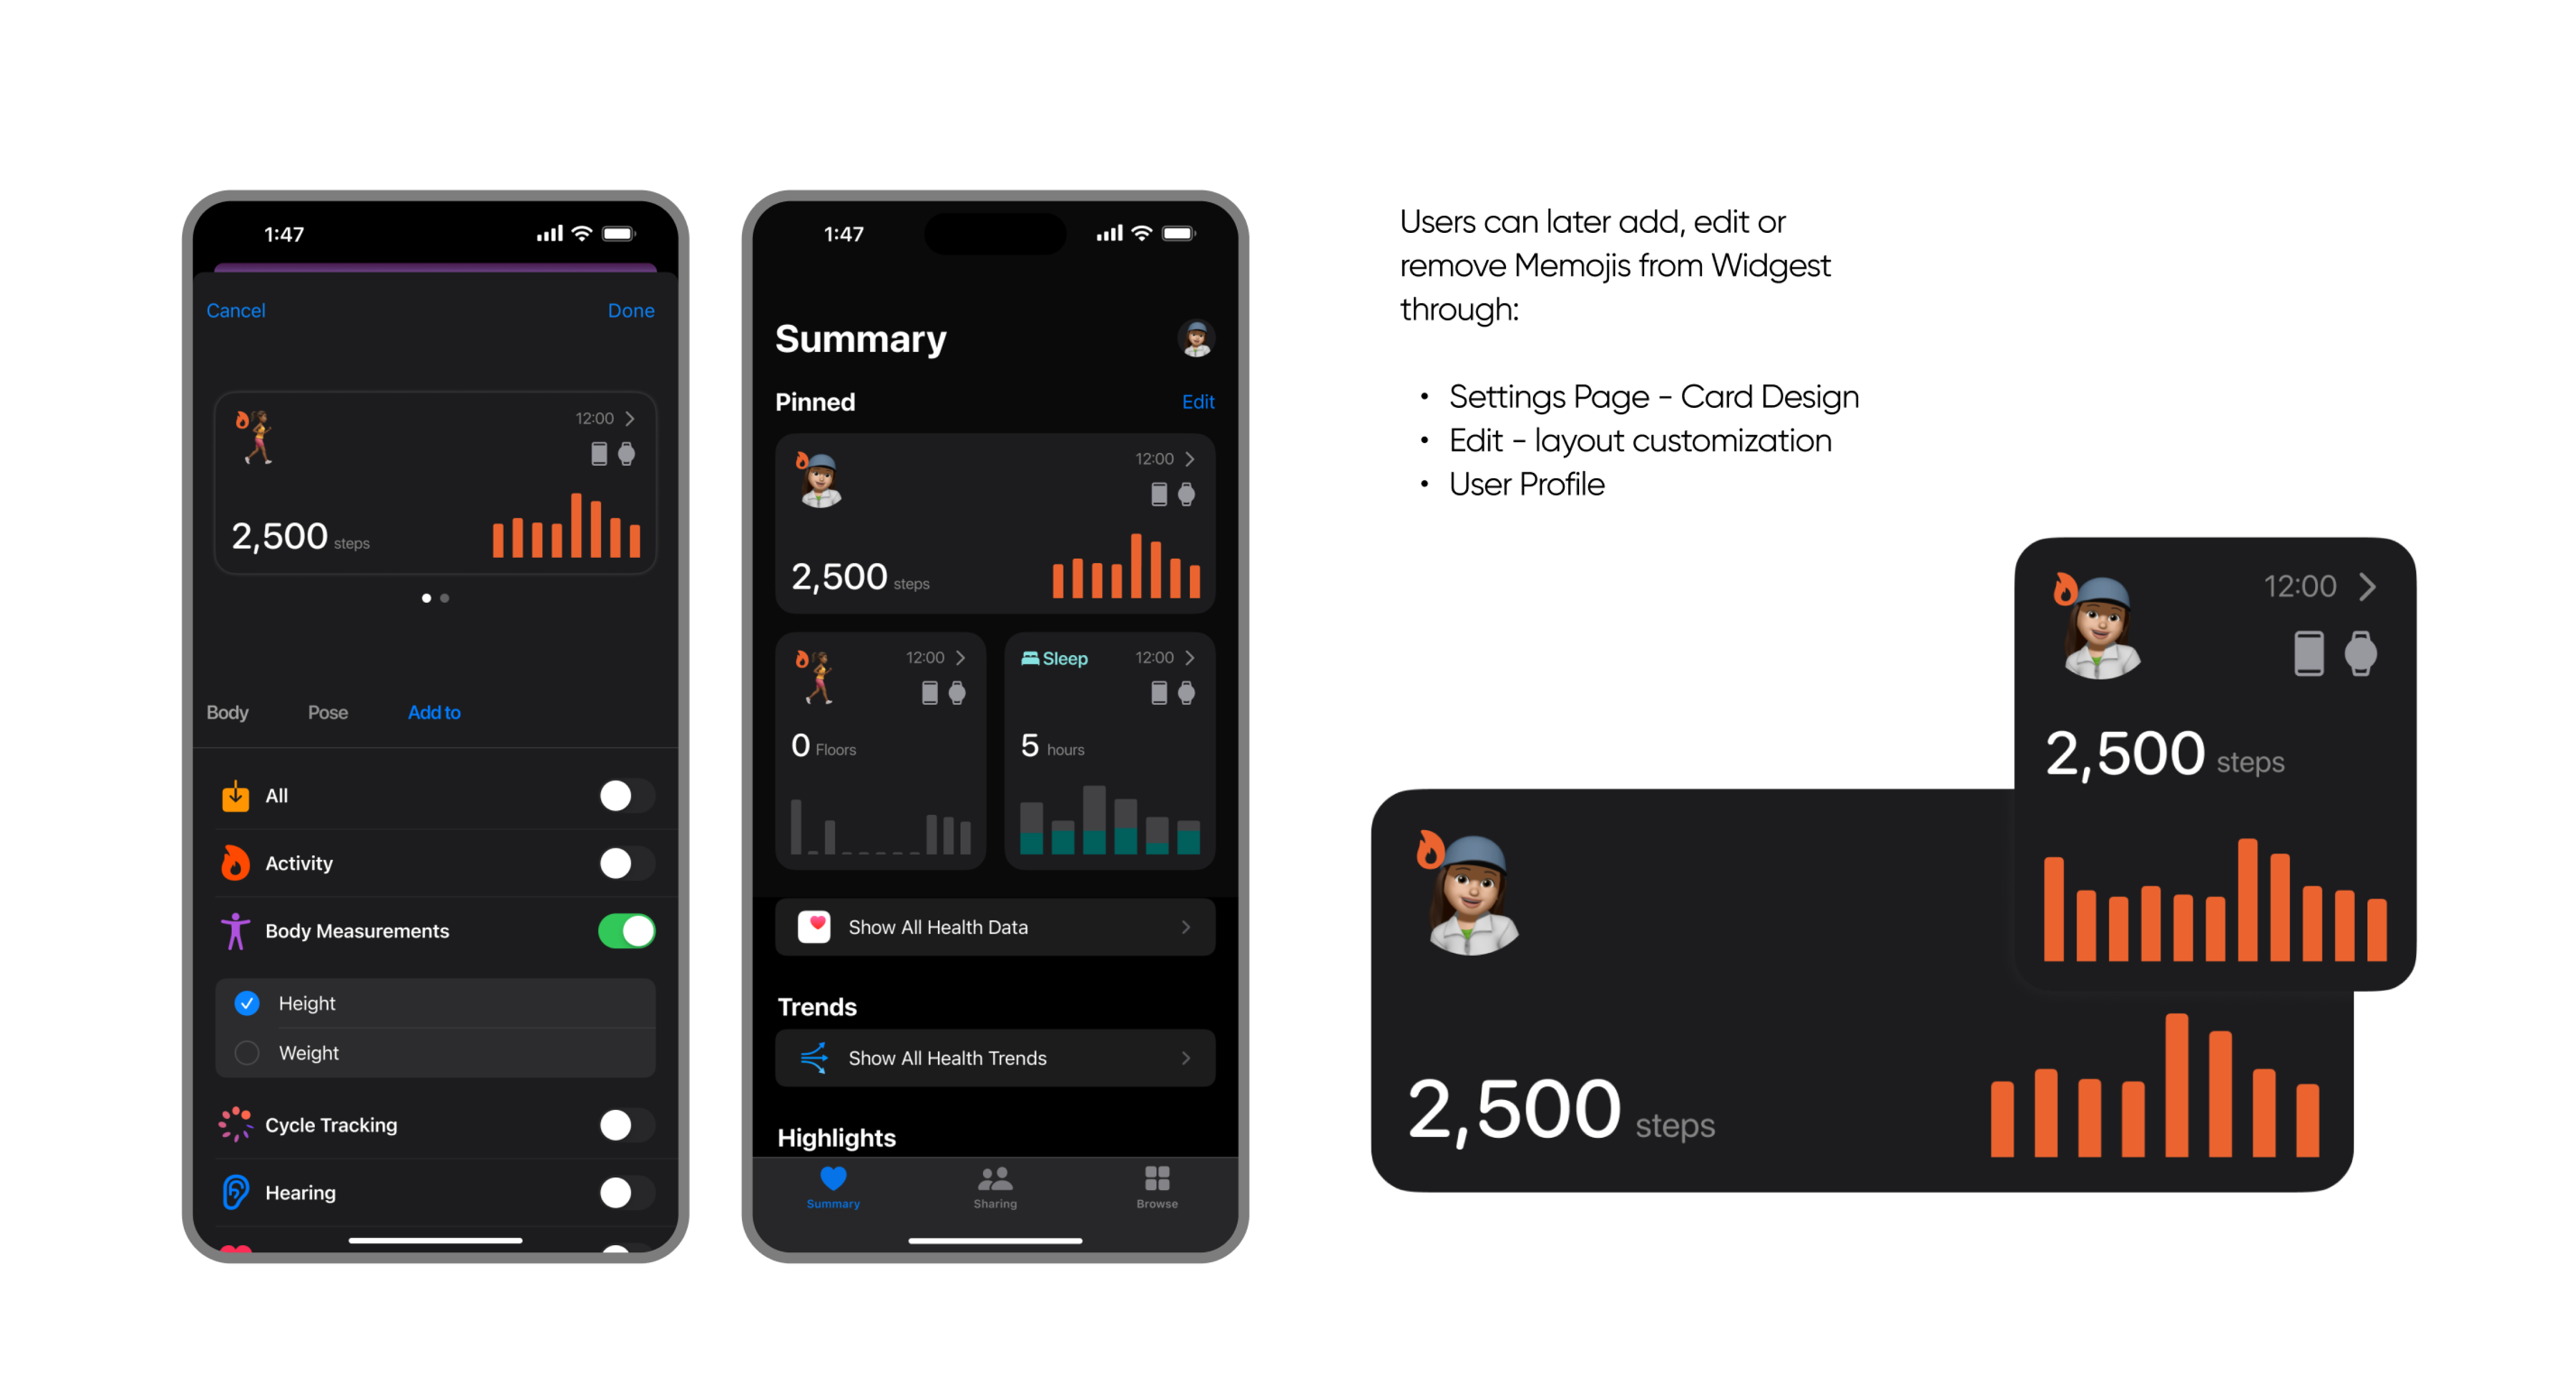 1:47
Cancel
Done
12:00
2,500 steps
Body
Pose
Add to
All
Activity
Body Measurements
Height
Weight
Cycle Tracking
Hearing
1:47
Summary
Pinned
Edit
12:00
2,500 steps
12:00
0 Floors
Sleep
12:00
5 hours
Show All Health Data
Trends
Show All Health Trends
Highlights
Summary
Sharing
Browse
Users can later add, edit or
remove Memojis from Widgest
through:
• Settings Page - Card Design
• Edit - layout customization
• User Profile
12:00
2,500 steps
2,500 steps